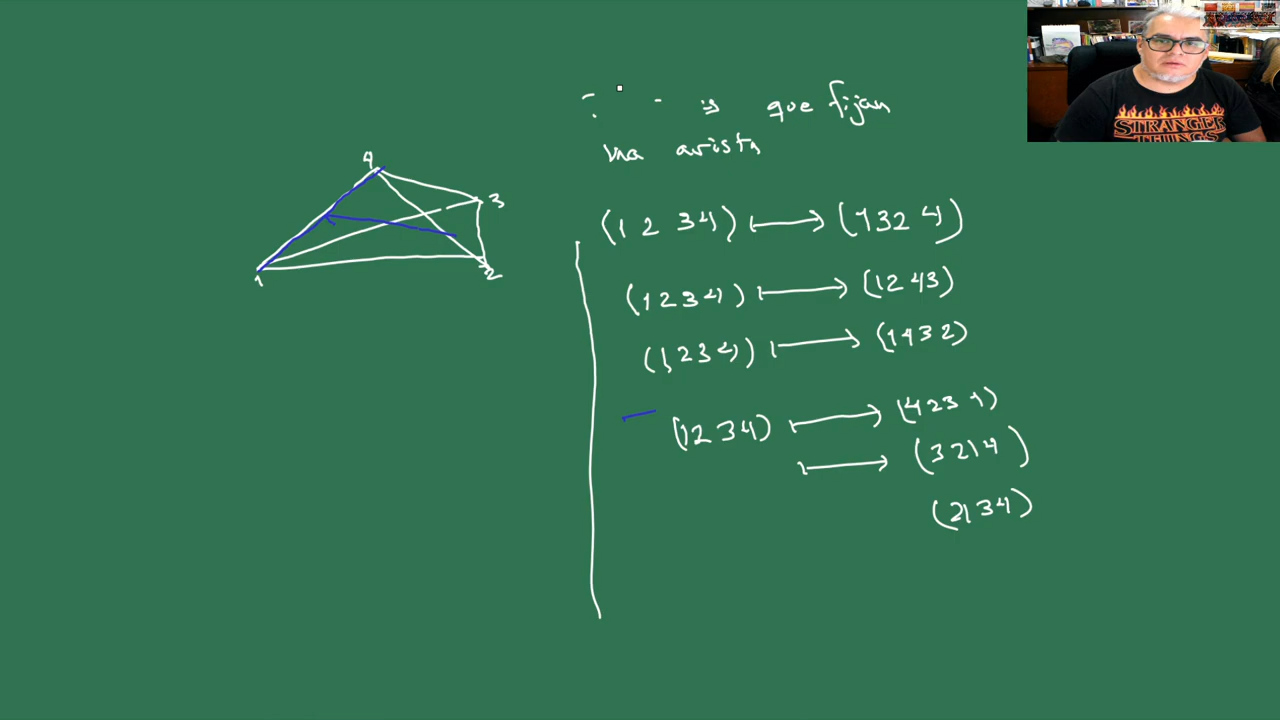 is que fijan
una arista
4
3
1
2
(1 2 3 4) ⟼ (1 3 2 4)
(1 2 3 4) ⟼ (1 2 4 3)
(1, 2 3 4) ⟼ (1 4 3 2)
(1 2 3 4) ⟼ (4 2 3 1)
⟼ (3 2 1 4)
(2 1 3 4)
STRANGER
THINGS